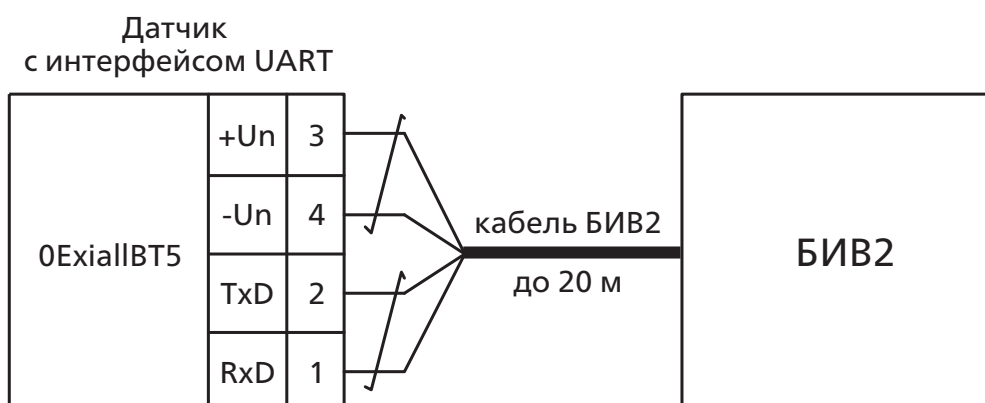 Датчик
с интерфейсом UART
+Un 3
-Un 4
0ExiaIIBT5
TxD 2
RxD 1
кабель БИВ2
до 20 м
БИВ2